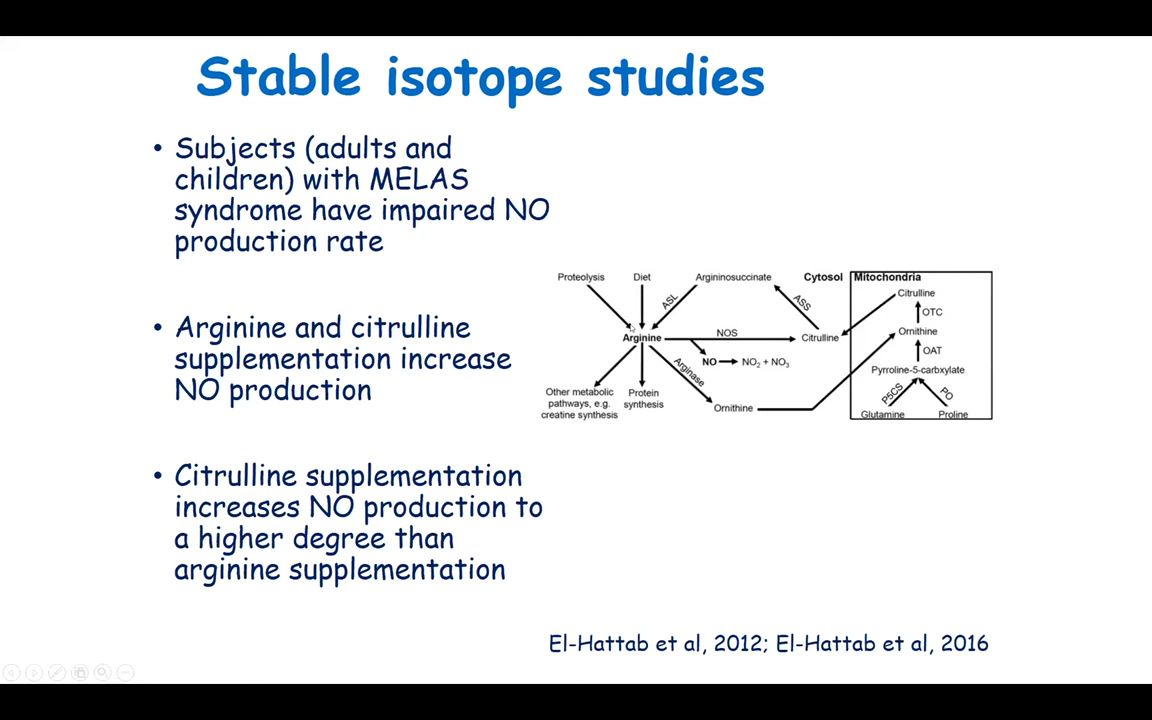 Stable isotope studies
• Subjects (adults and
children) with MELAS
syndrome have impaired NO
production rate
• Arginine and citrulline
supplementation increase
NO production
• Citrulline supplementation
increases NO production to
a higher degree than
arginine supplementation
Proteolysis Diet Argininosuccinate Cytosol Mitochondria
Citrulline
ASL ASS
OTC
Arginine NOS Citrulline Ornithine
OAT
NO NO₂ + NO₃
Arginase
Pyrroline-5-carbxylate
P5CS PO
Other metabolic
pathways, e.g.
creatine synthesis
Protein
synthesis
Ornithine
Glutamine Proline
El-Hattab et al, 2012; El-Hattab et al, 2016